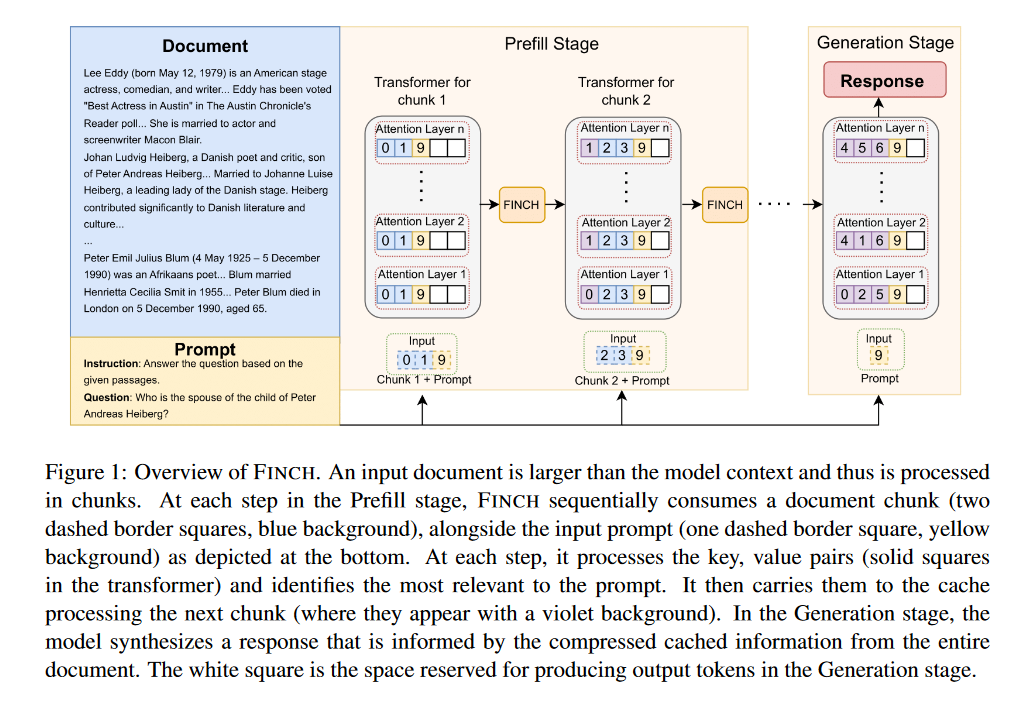 Document
Lee Eddy (born May 12, 1979) is an American stage
actress, comedian, and writer... Eddy has been voted
"Best Actress in Austin" in The Austin Chronicle's
Reader poll... She is married to actor and
screenwriter Macon Blair.
Johan Ludvig Heiberg, a Danish poet and critic, son
of Peter Andreas Heiberg... Married to Johanne Luise
Heiberg, a leading lady of the Danish stage. Heiberg
contributed significantly to Danish literature and
culture...
...
Peter Emil Julius Blum (4 May 1925 – 5 December
1990) was an Afrikaans poet... Blum married
Henrietta Cecilia Smit in 1955... Peter Blum died in
London on 5 December 1990, aged 65.
Prompt
Instruction: Answer the question based on the
given passages.
Question: Who is the spouse of the child of Peter
Andreas Heiberg?
Prefill Stage
Transformer for
chunk 1
Attention Layer n
0 1 9
Attention Layer 2
0 1 9
Attention Layer 1
0 1 9
Input
0 1 9
Chunk 1 + Prompt
FINCH
Transformer for
chunk 2
Attention Layer n
1 2 3 9
Attention Layer 2
1 2 3 9
Attention Layer 1
0 2 3 9
Input
2 3 9
Chunk 2 + Prompt
FINCH
Generation Stage
Response
Attention Layer n
4 5 6 9
Attention Layer 2
4 1 6 9
Attention Layer 1
0 2 5 9
Input
9
Prompt
Figure 1: Overview of FINCH. An input document is larger than the model context and thus is processed
in chunks. At each step in the Prefill stage, FINCH sequentially consumes a document chunk (two
dashed border squares, blue background), alongside the input prompt (one dashed border square, yellow
background) as depicted at the bottom. At each step, it processes the key, value pairs (solid squares
in the transformer) and identifies the most relevant to the prompt. It then carries them to the cache
processing the next chunk (where they appear with a violet background). In the Generation stage, the
model synthesizes a response that is informed by the compressed cached information from the entire
document. The white square is the space reserved for producing output tokens in the Generation stage.